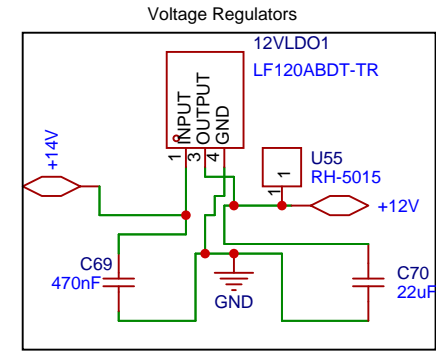 Voltage Regulators
12VLDO1
LF120ABDT-TR
INPUT
OUTPUT
GND
1
3
4
+14V
1
1
U55
RH-5015
+12V
C69
470nF
GND
C70
22uF